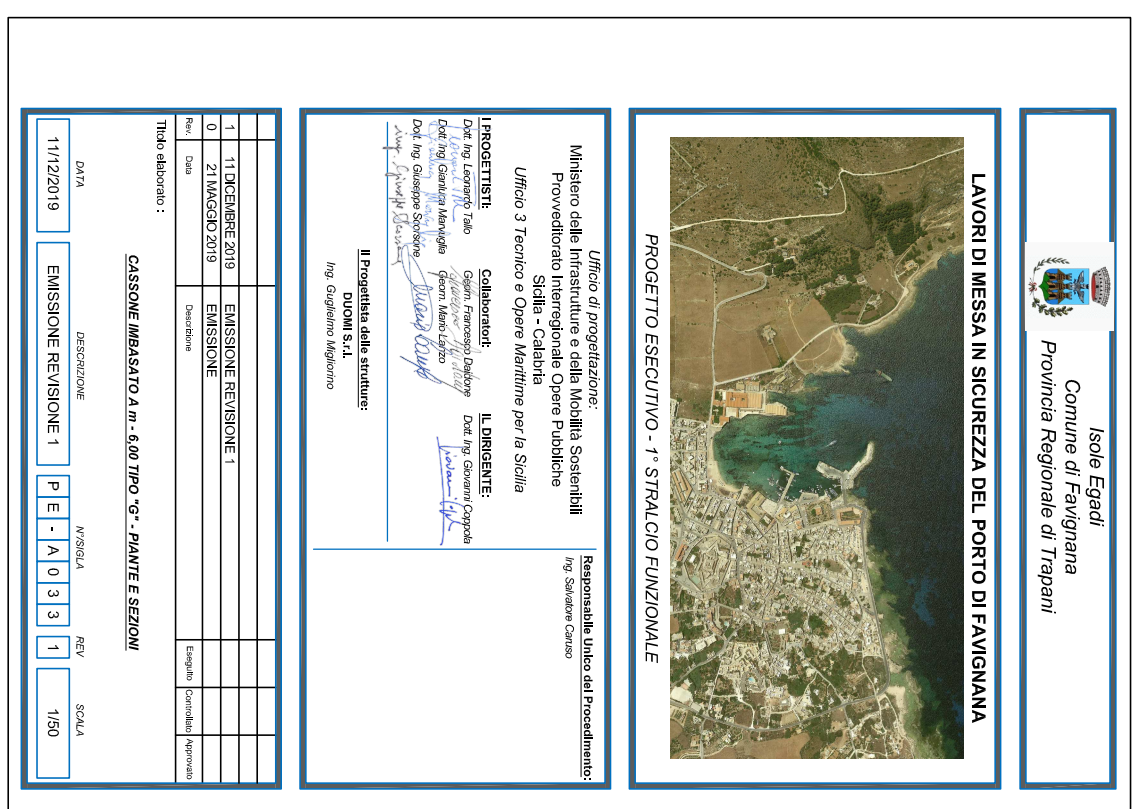 Isole Egadi
Comune di Favignana
Provincia Regionale di Trapani
LAVORI DI MESSA IN SICUREZZA DEL PORTO DI FAVIGNANA
PROGETTO ESECUTIVO - 1° STRALCIO FUNZIONALE
Ufficio di progettazione:
Ministero delle Infrastrutture e della Mobilità Sostenibili
Provveditorato Interregionale Opere Pubbliche
Sicilia - Calabria
Ufficio 3 Tecnico e Opere Marittime per la Sicilia
Responsabile Unico del Procedimento:
Ing. Salvatore Caruso
I PROGETTISTI:
Dott. Ing. Leonardo Tallo
Dott. Ing. Gianluca Marvuglia
Dott. Ing. Giuseppe Scorsone
Collaboratori:
Geom. Francesco Daidone
Geom. Mario Lanzo
IL DIRIGENTE:
Dott. Ing. Giovanni Coppola
Il Progettista delle strutture:
DUOMI S.r.l.
Ing. Guglielmo Migliorino
1 11 DICEMBRE 2019 EMISSIONE REVISIONE 1
0 21 MAGGIO 2019 EMISSIONE
Rev. Data Descrizione Eseguito Controllato Approvato
Titolo elaborato :
CASSONE IMBASATO A m - 6,00 TIPO "G" - PIANTE E SEZIONI
DATA DESCRIZIONE N°/SIGLA REV SCALA
11/12/2019 EMISSIONE REVISIONE 1 P E - A 0 3 3 1 1/50